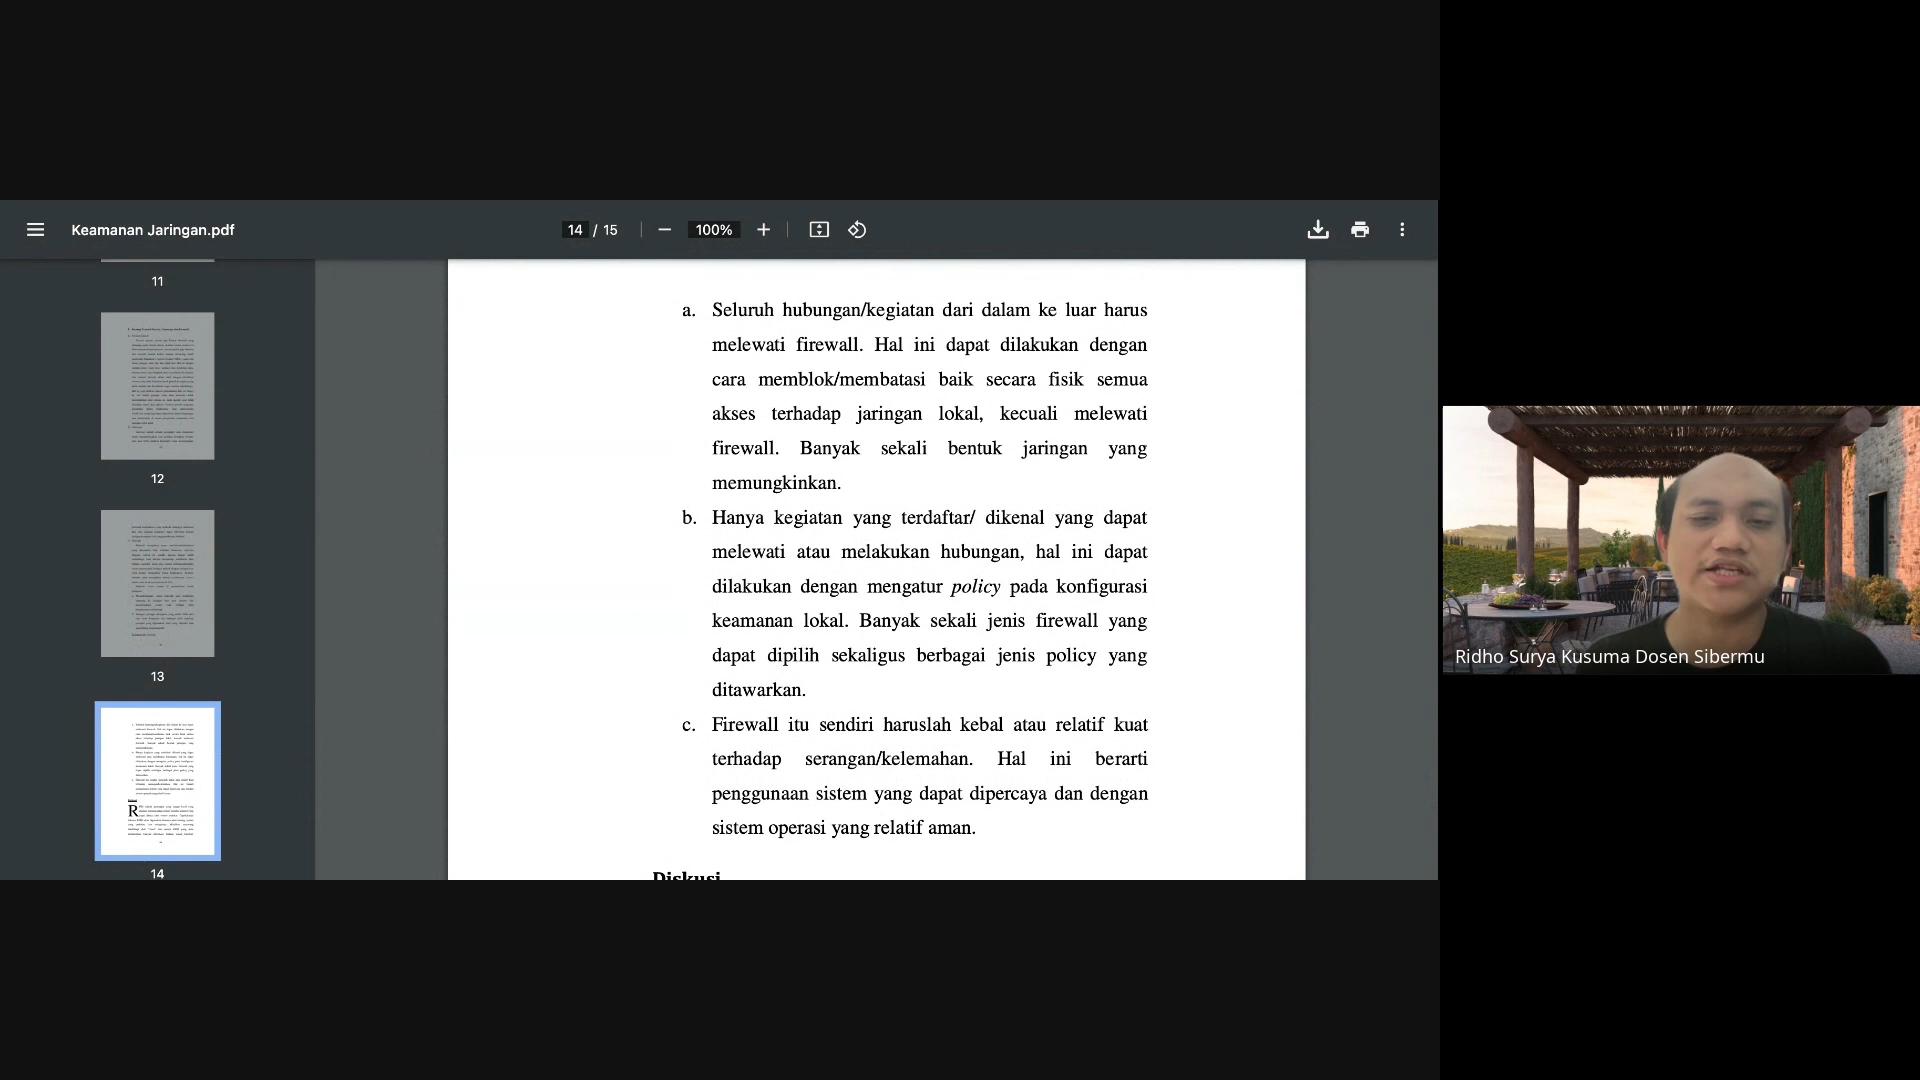 Keamanan Jaringan.pdf
14 / 15
100%
11
12
13
14
a. Seluruh hubungan/kegiatan dari dalam ke luar harus
melewati firewall. Hal ini dapat dilakukan dengan
cara memblok/membatasi baik secara fisik semua
akses terhadap jaringan lokal, kecuali melewati
firewall. Banyak sekali bentuk jaringan yang
memungkinkan.
b. Hanya kegiatan yang terdaftar/ dikenal yang dapat
melewati atau melakukan hubungan, hal ini dapat
dilakukan dengan mengatur policy pada konfigurasi
keamanan lokal. Banyak sekali jenis firewall yang
dapat dipilih sekaligus berbagai jenis policy yang
ditawarkan.
c. Firewall itu sendiri haruslah kebal atau relatif kuat
terhadap serangan/kelemahan. Hal ini berarti
penggunaan sistem yang dapat dipercaya dan dengan
sistem operasi yang relatif aman.
Diskusi
Ridho Surya Kusuma Dosen Sibermu